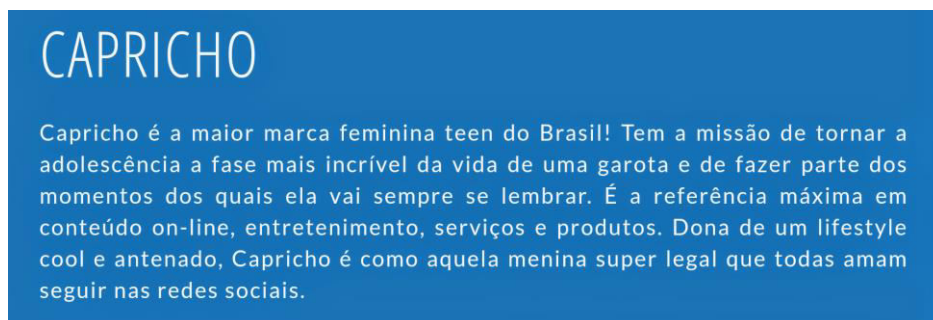 CAPRICHO
Capricho é a maior marca feminina teen do Brasil! Tem a missão de tornar a
adolescência a fase mais incrível da vida de uma garota e de fazer parte dos
momentos dos quais ela vai sempre se lembrar. É a referência máxima em
conteúdo on-line, entretenimento, serviços e produtos. Dona de um lifestyle
cool e antenado, Capricho é como aquela menina super legal que todas amam
seguir nas redes sociais.